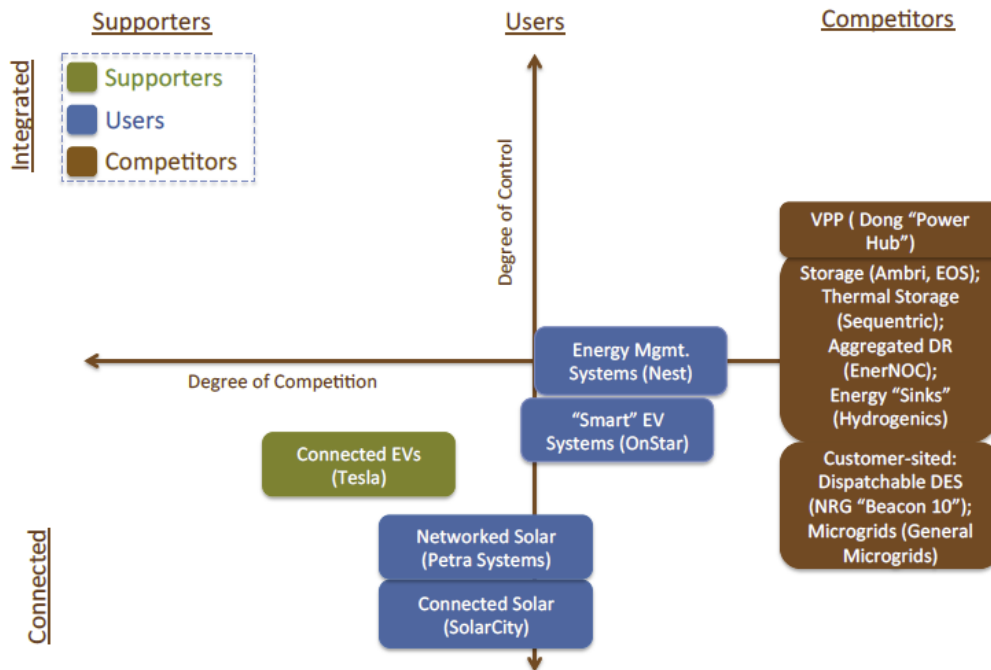 Supporters
Users
Competitors
Integrated
Supporters
Users
Competitors
Degree of Control
VPP ( Dong “Power
Hub”)
Storage (Ambri, EOS);
Thermal Storage
(Sequentric);
Aggregated DR
(EnerNOC);
Energy “Sinks”
(Hydrogenics)
Energy Mgmt.
Systems (Nest)
Degree of Competition
“Smart” EV
Systems (OnStar)
Connected EVs
(Tesla)
Customer-sited:
Dispatchable DES
(NRG “Beacon 10”);
Microgrids (General
Microgrids)
Networked Solar
(Petra Systems)
Connected Solar
(SolarCity)
Connected